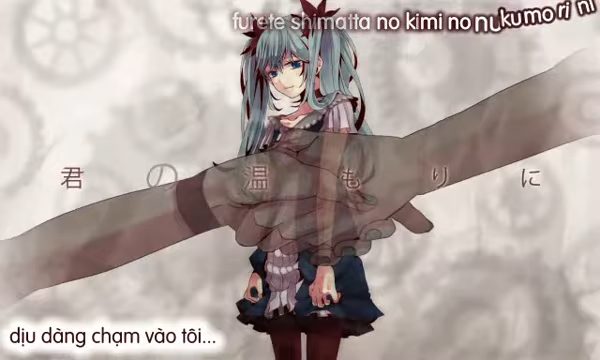 furete shimatta no kimi no nukumori ni
君の温もりに
dịu dàng chạm vào tôi...